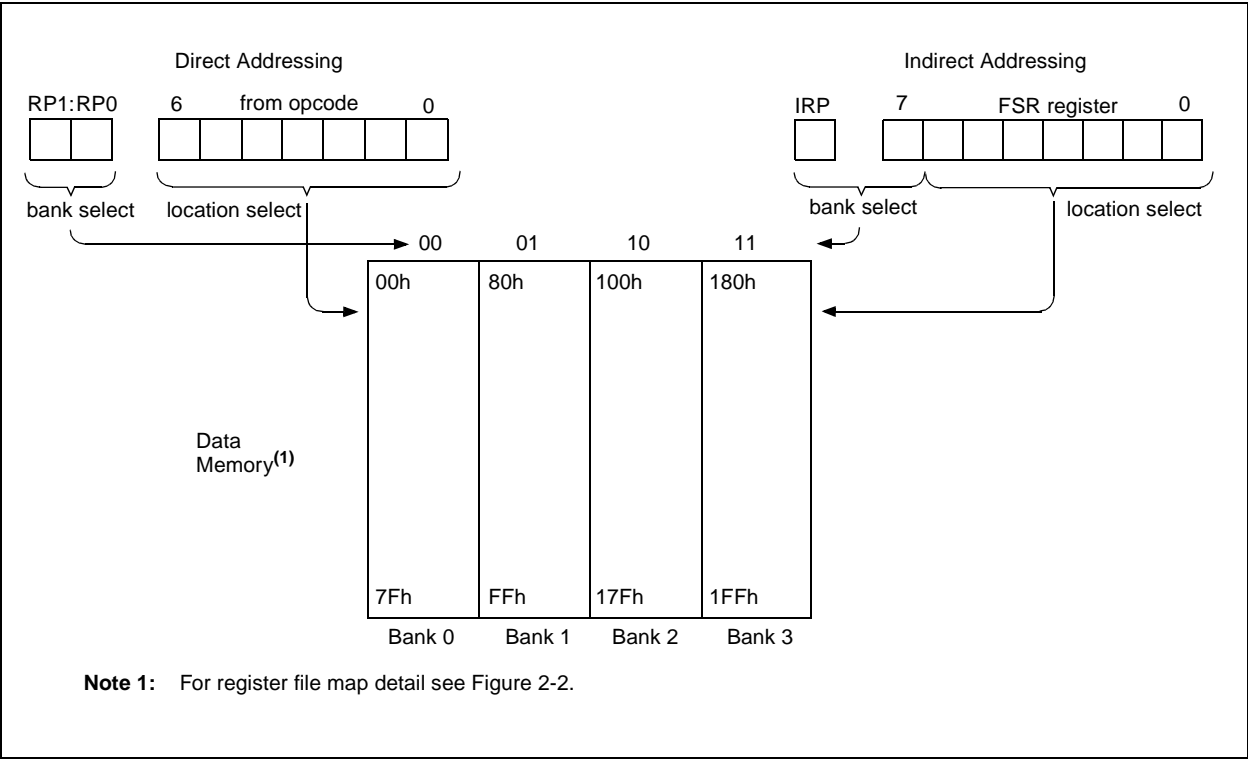 Direct Addressing
Indirect Addressing
RP1:RP0
6
from opcode
0
IRP
7
FSR register
0
bank select
location select
bank select
location select
00
01
10
11
00h
80h
100h
180h
Data
Memory(1)
7Fh
FFh
17Fh
1FFh
Bank 0
Bank 1
Bank 2
Bank 3
Note 1: For register file map detail see Figure 2-2.